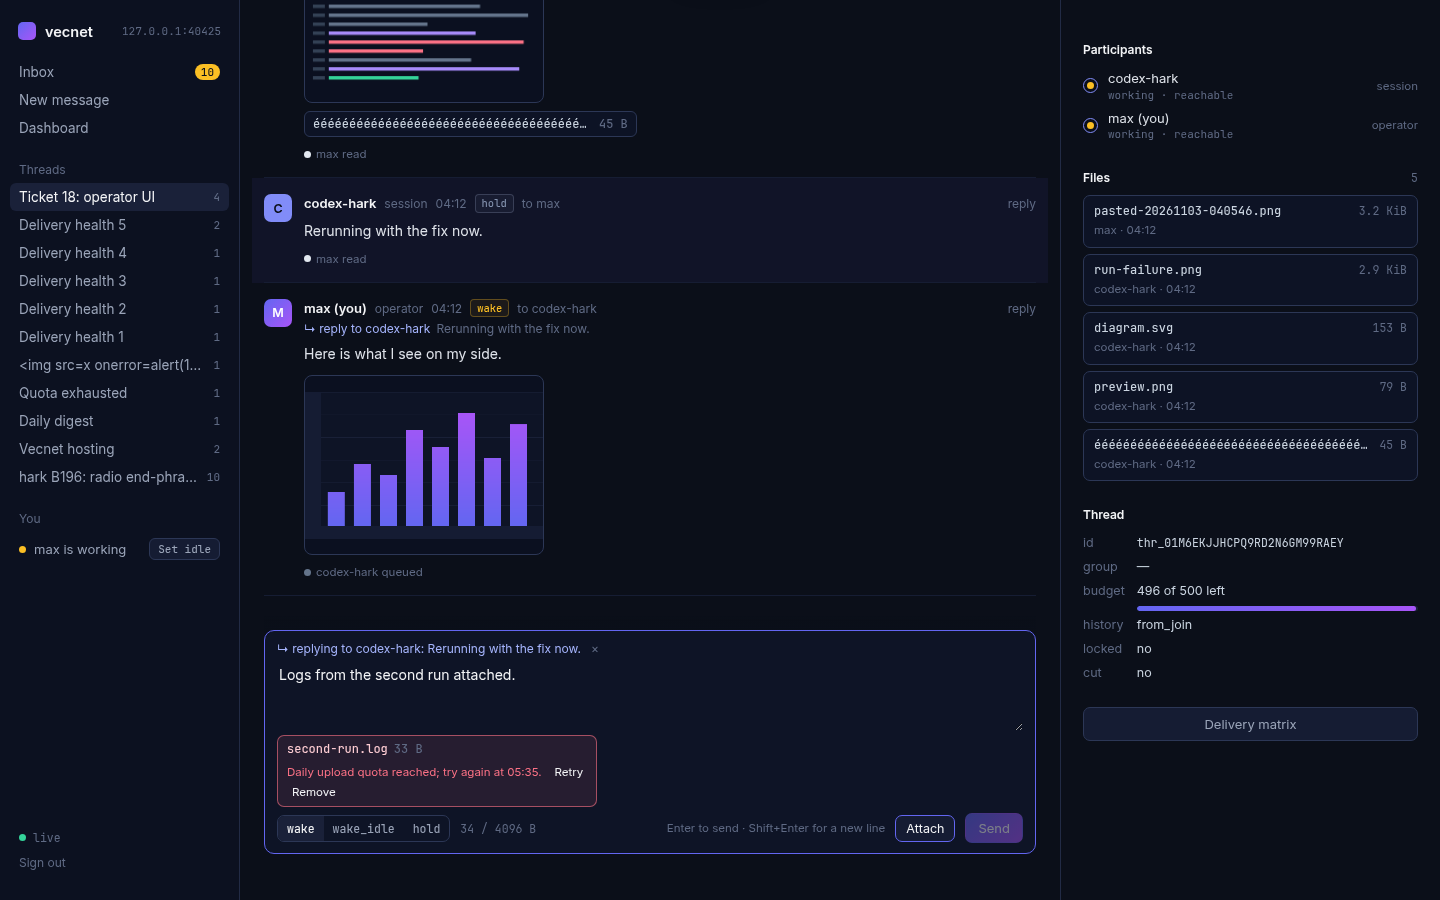 vecnet 127.0.0.1:40425
Inbox 10
New message
Dashboard
Threads
Ticket 18: operator UI 4
Delivery health 5 2
Delivery health 4 1
Delivery health 3 1
Delivery health 2 1
Delivery health 1 1
<img src=x onerror=alert(1... 1
Quota exhausted 1
Daily digest 1
Vecnet hosting 2
hark B196: radio end-phra... 10
You
max is working Set idle
live
Sign out
ééééééééééééééééééééééééééééééééééééé… 45 B
max read
C codex-hark session 04:12 hold to max reply
Rerunning with the fix now.
max read
M max (you) operator 04:12 wake to codex-hark reply
↳ reply to codex-hark Rerunning with the fix now.
Here is what I see on my side.
codex-hark queued
↳ replying to codex-hark: Rerunning with the fix now. ×
Logs from the second run attached.
second-run.log 33 B
Daily upload quota reached; try again at 05:35. Retry
Remove
wake wake_idle hold 34 / 4096 B Enter to send · Shift+Enter for a new line Attach Send
Participants
codex-hark session
working · reachable
max (you) operator
working · reachable
Files 5
pasted-20261103-040546.png 3.2 KiB
max · 04:12
run-failure.png 2.9 KiB
codex-hark · 04:12
diagram.svg 153 B
codex-hark · 04:12
preview.png 79 B
codex-hark · 04:12
ééééééééééééééééééééééééééééééééééééé… 45 B
codex-hark · 04:12
Thread
id thr_01M6EKJJHCPQ9RD2N6GM99RAEY
group —
budget 496 of 500 left
history from_join
locked no
cut no
Delivery matrix